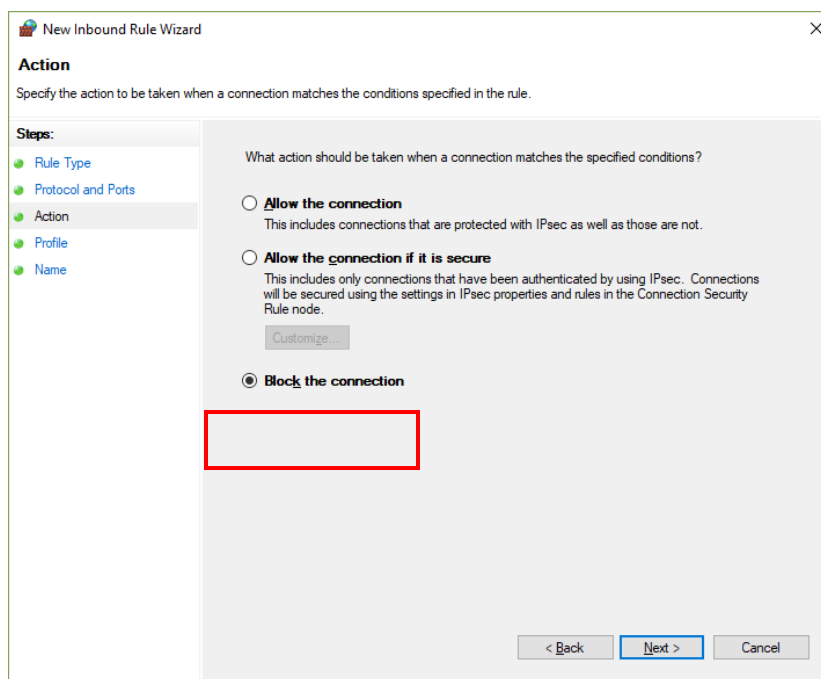 New Inbound Rule Wizard
Action
Specify the action to be taken when a connection matches the conditions specified in the rule.
Steps:
Rule Type
Protocol and Ports
Action
Profile
Name
What action should be taken when a connection matches the specified conditions?
Allow the connection
This includes connections that are protected with IPsec as well as those are not.
Allow the connection if it is secure
This includes only connections that have been authenticated by using IPsec. Connections
will be secured using the settings in IPsec properties and rules in the Connection Security
Rule node.
Customize...
Block the connection
< Back
Next >
Cancel